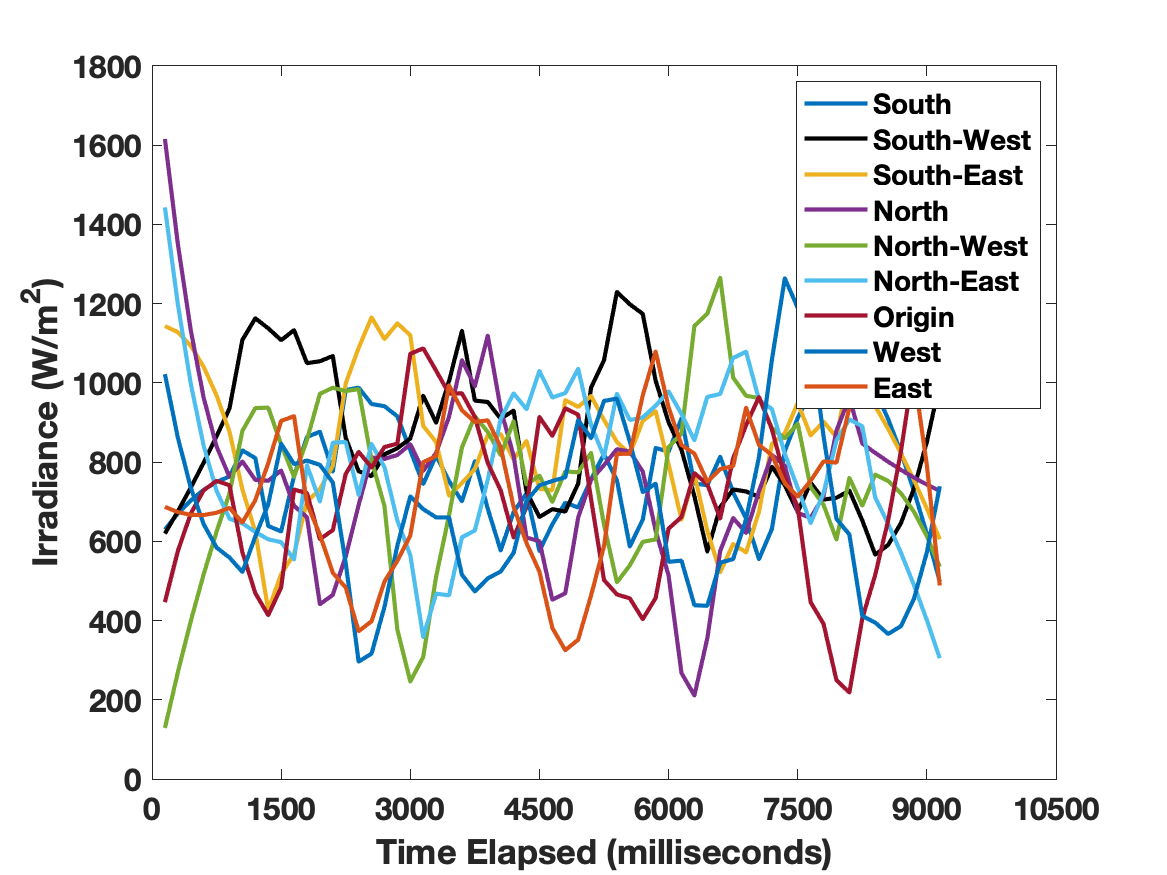 1800
1600
1400
1200
1000
800
600
400
200
0
Irradiance (W/m²)
South
South-West
South-East
North
North-West
North-East
Origin
West
East
0 1500 3000 4500 6000 7500 9000 10500
Time Elapsed (milliseconds)